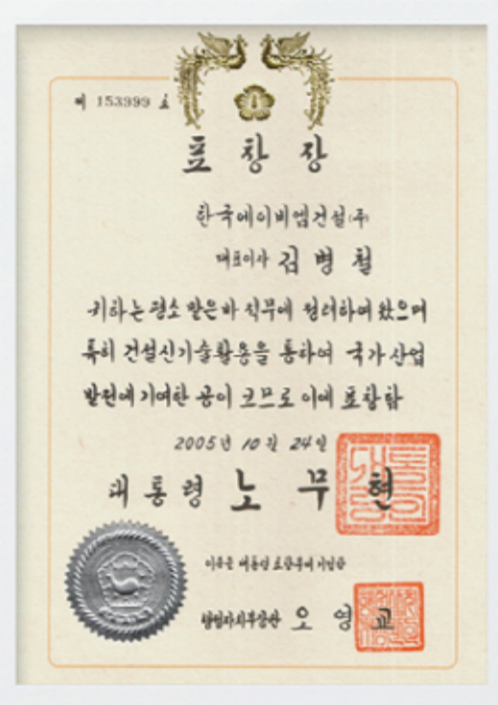 제 153999 호
표 창 장
한국에이비엠건설(주)
대표이사 김 병 철
귀하는 평소 맡은바 직무에 정려하여 왔으며
특히 건설신기술활용을 통하여 국가산업
발전에 기여한 공이 크므로 이에 표창함
2005년 10월 24일
대 통 령 노 무 현
이 증을 대통령 표창부에 기입함
행정자치부장관 오 영 교